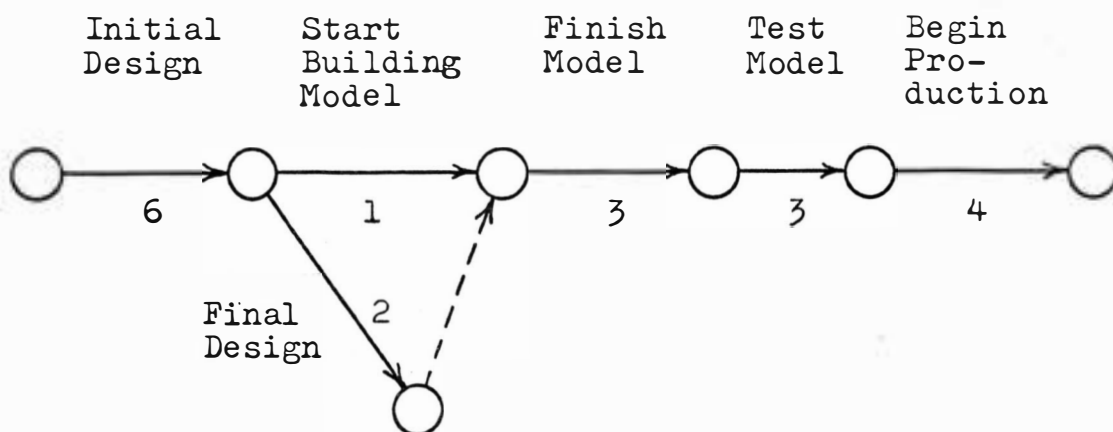 Initial
Design
Start
Building
Model
Finish
Model
Test
Model
Begin
Pro-
duction
6
1
3
3
4
2
Final
Design